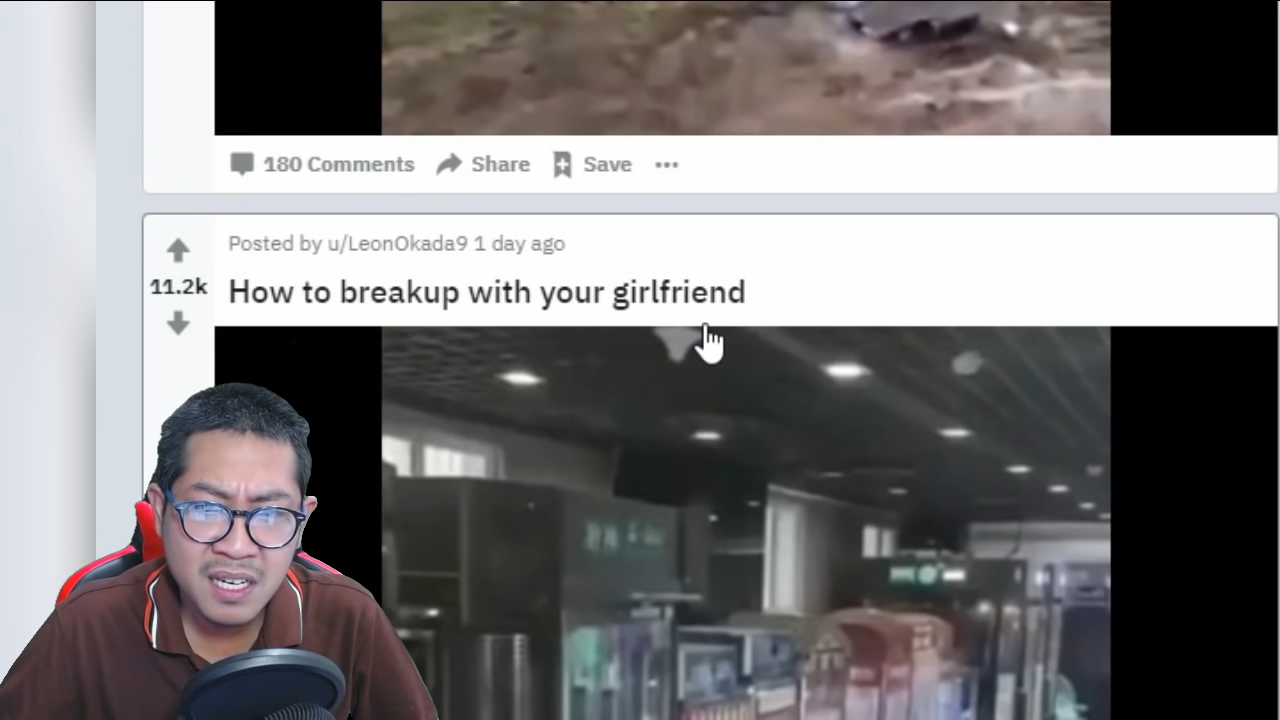 180 Comments Share Save
Posted by u/LeonOkada9 1 day ago
11.2k
How to breakup with your girlfriend